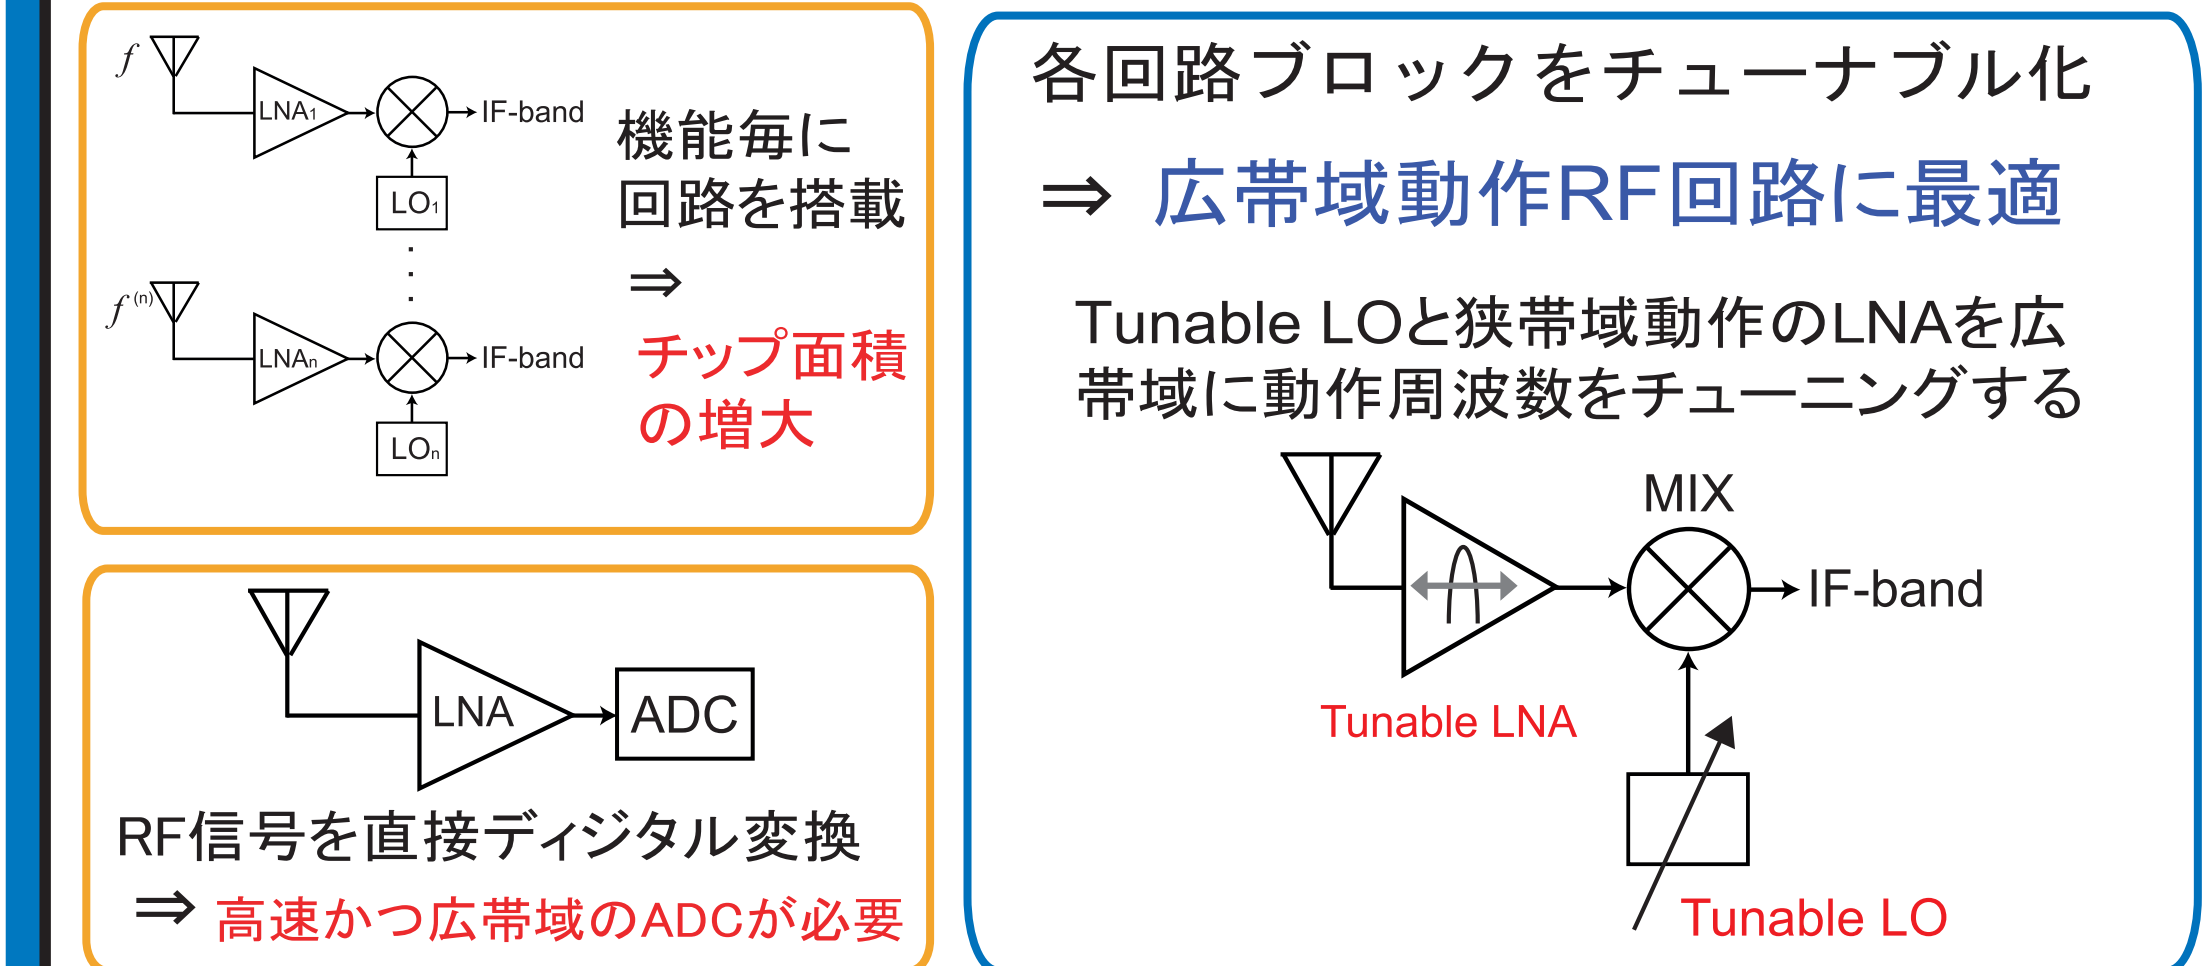 f
LNA1
IF-band
LO1
f(n)
LNAn
IF-band
LOn
機能毎に
回路を搭載
⇒
チップ面積
の増大
LNA
ADC
RF信号を直接ディジタル変換
⇒ 高速かつ広帯域のADCが必要
各回路ブロックをチューナブル化
⇒ 広帯域動作RF回路に最適
Tunable LOと狭帯域動作のLNAを広
帯域に動作周波数をチューニングする
MIX
IF-band
Tunable LNA
Tunable LO